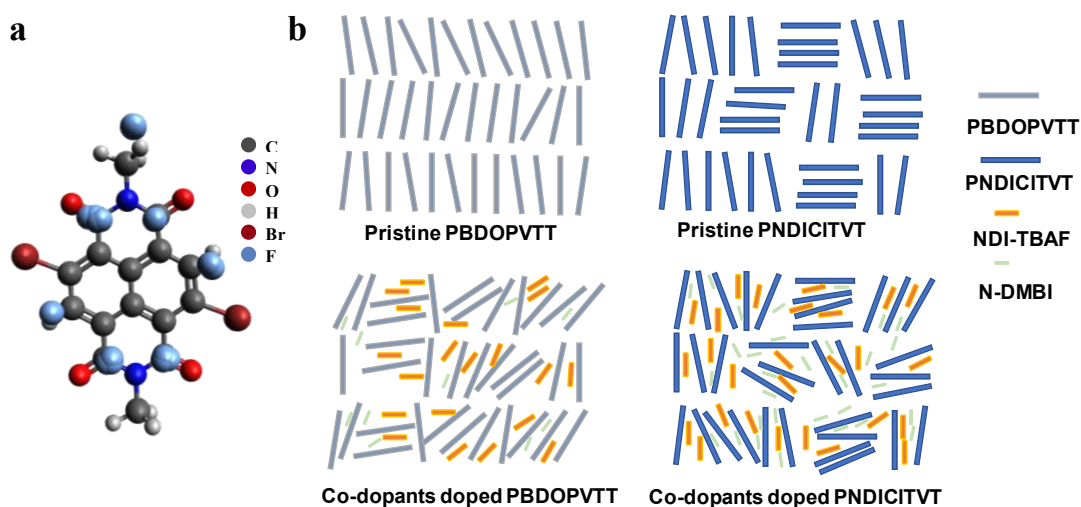 a
b
C
N
O
H
Br
F
Pristine PBDOPVTT
Pristine PNDICITVT
PBDOPVTT
PNDICITVT
NDI-TBAF
N-DMBI
Co-dopants doped PBDOPVTT
Co-dopants doped PNDICITVT